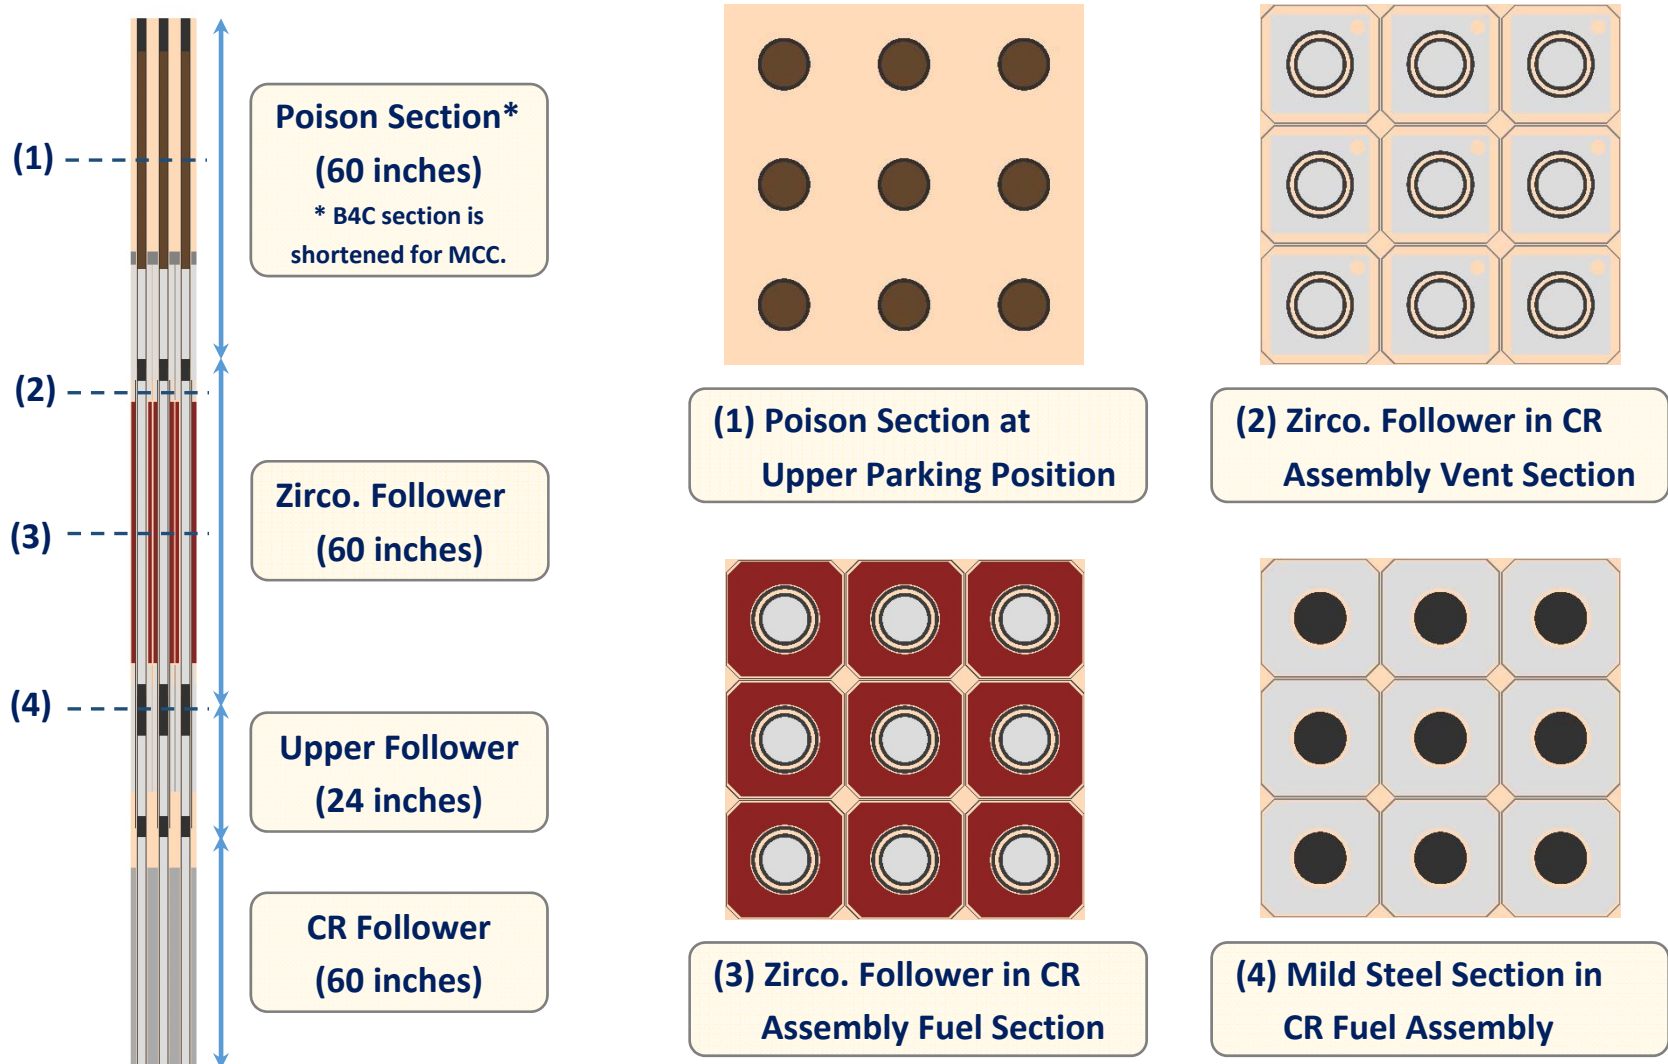 (1)
(2)
(3)
(4)
Poison Section*
(60 inches)
* B4C section is
shortened for MCC.
Zirco. Follower
(60 inches)
Upper Follower
(24 inches)
CR Follower
(60 inches)
(1) Poison Section at
Upper Parking Position
(2) Zirco. Follower in CR
Assembly Vent Section
(3) Zirco. Follower in CR
Assembly Fuel Section
(4) Mild Steel Section in
CR Fuel Assembly